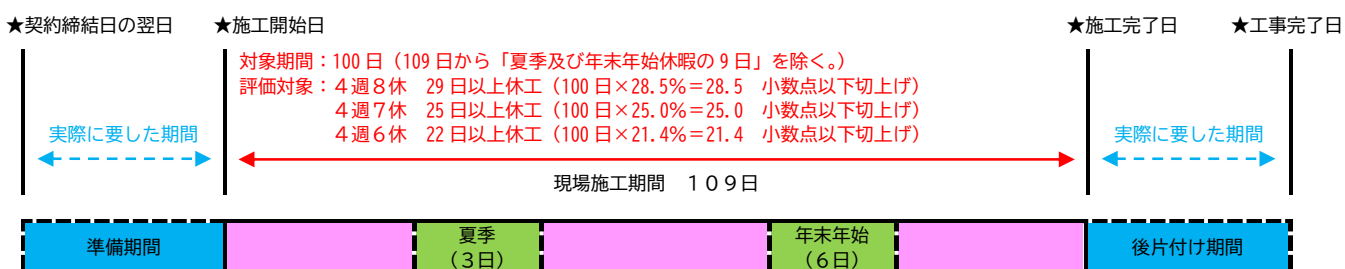 ★契約締結日の翌日 ★施工開始日 ★施工完了日 ★工事完了日
対象期間：100日（109日から「夏季及び年末年始休暇の9日」を除く。）
評価対象：４週８休 29日以上休工（100日×28.5％＝28.5 小数点以下切上げ）
４週７休 25日以上休工（100日×25.0％＝25.0 小数点以下切上げ）
４週６休 22日以上休工（100日×21.4％＝21.4 小数点以下切上げ）
実際に要した期間 実際に要した期間
現場施工期間 １０９日
準備期間 夏季 年末年始 後片付け期間
（３日） （６日）